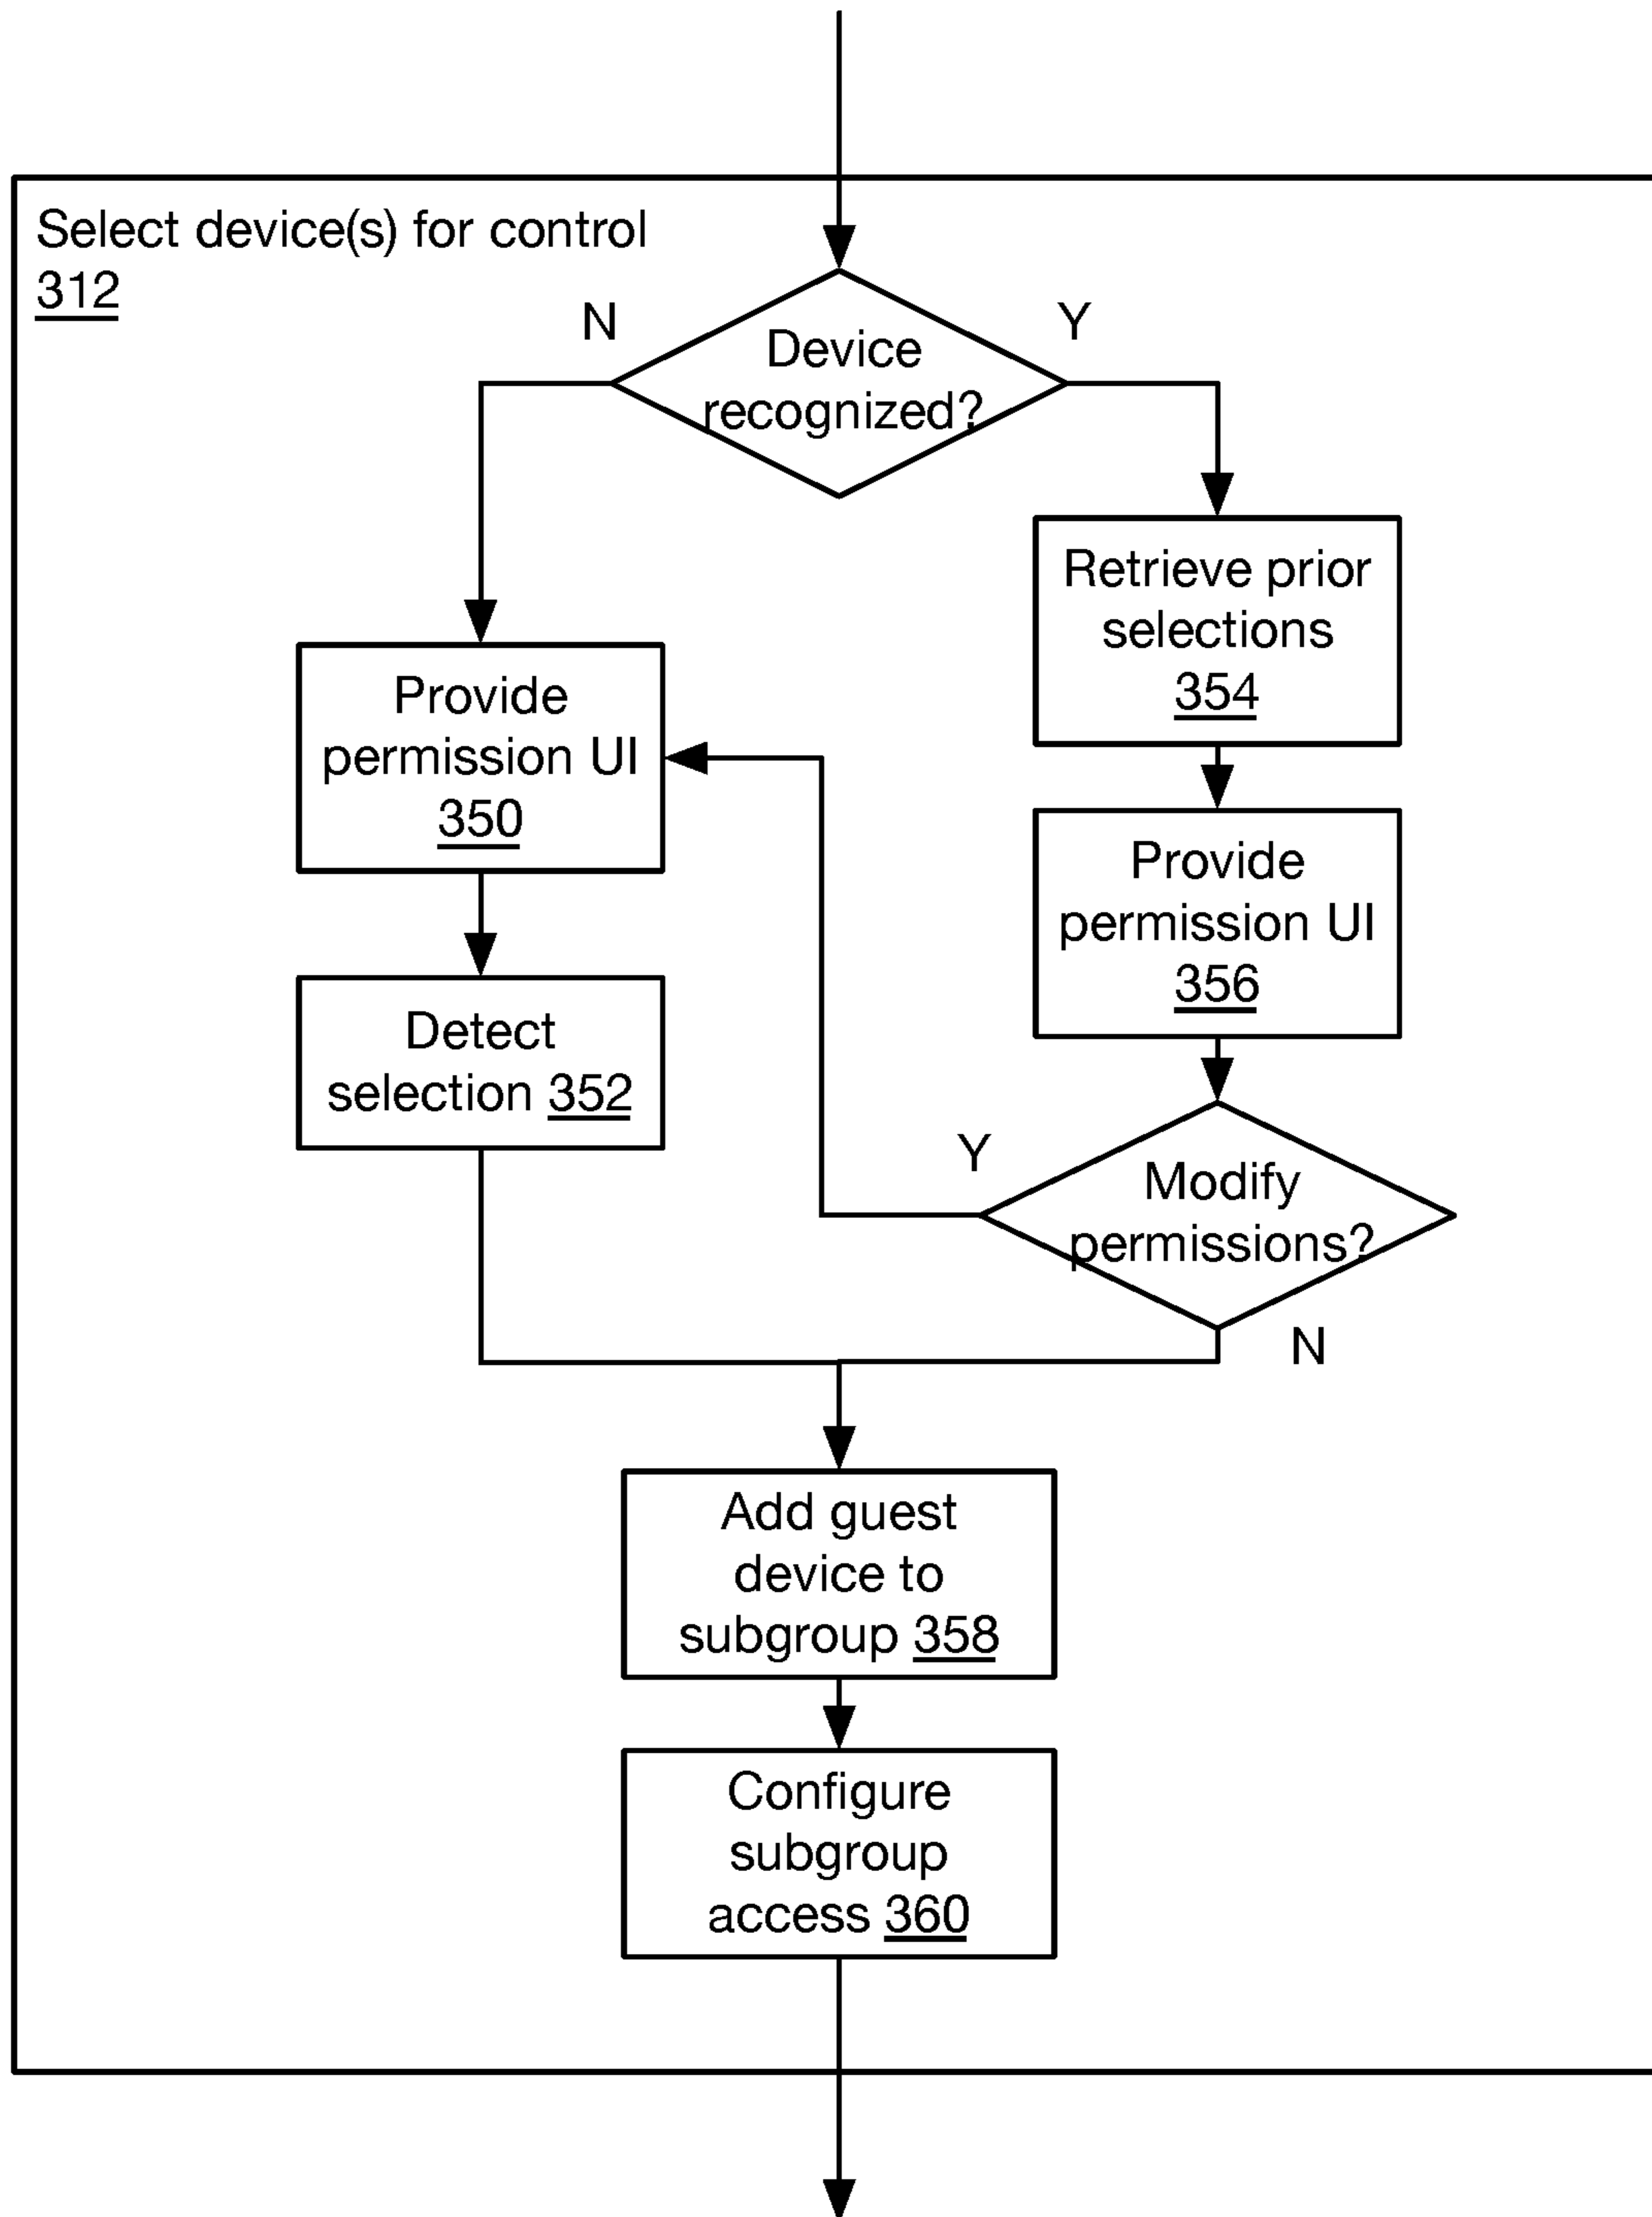 Select device(s) for control
312
N
Y
Device
recognized?
Retrieve prior
selections
354
Provide
permission UI
350
Provide
permission UI
356
Detect
selection 352
Y
Modify
permissions?
N
Add guest
device to
subgroup 358
Configure
subgroup
access 360